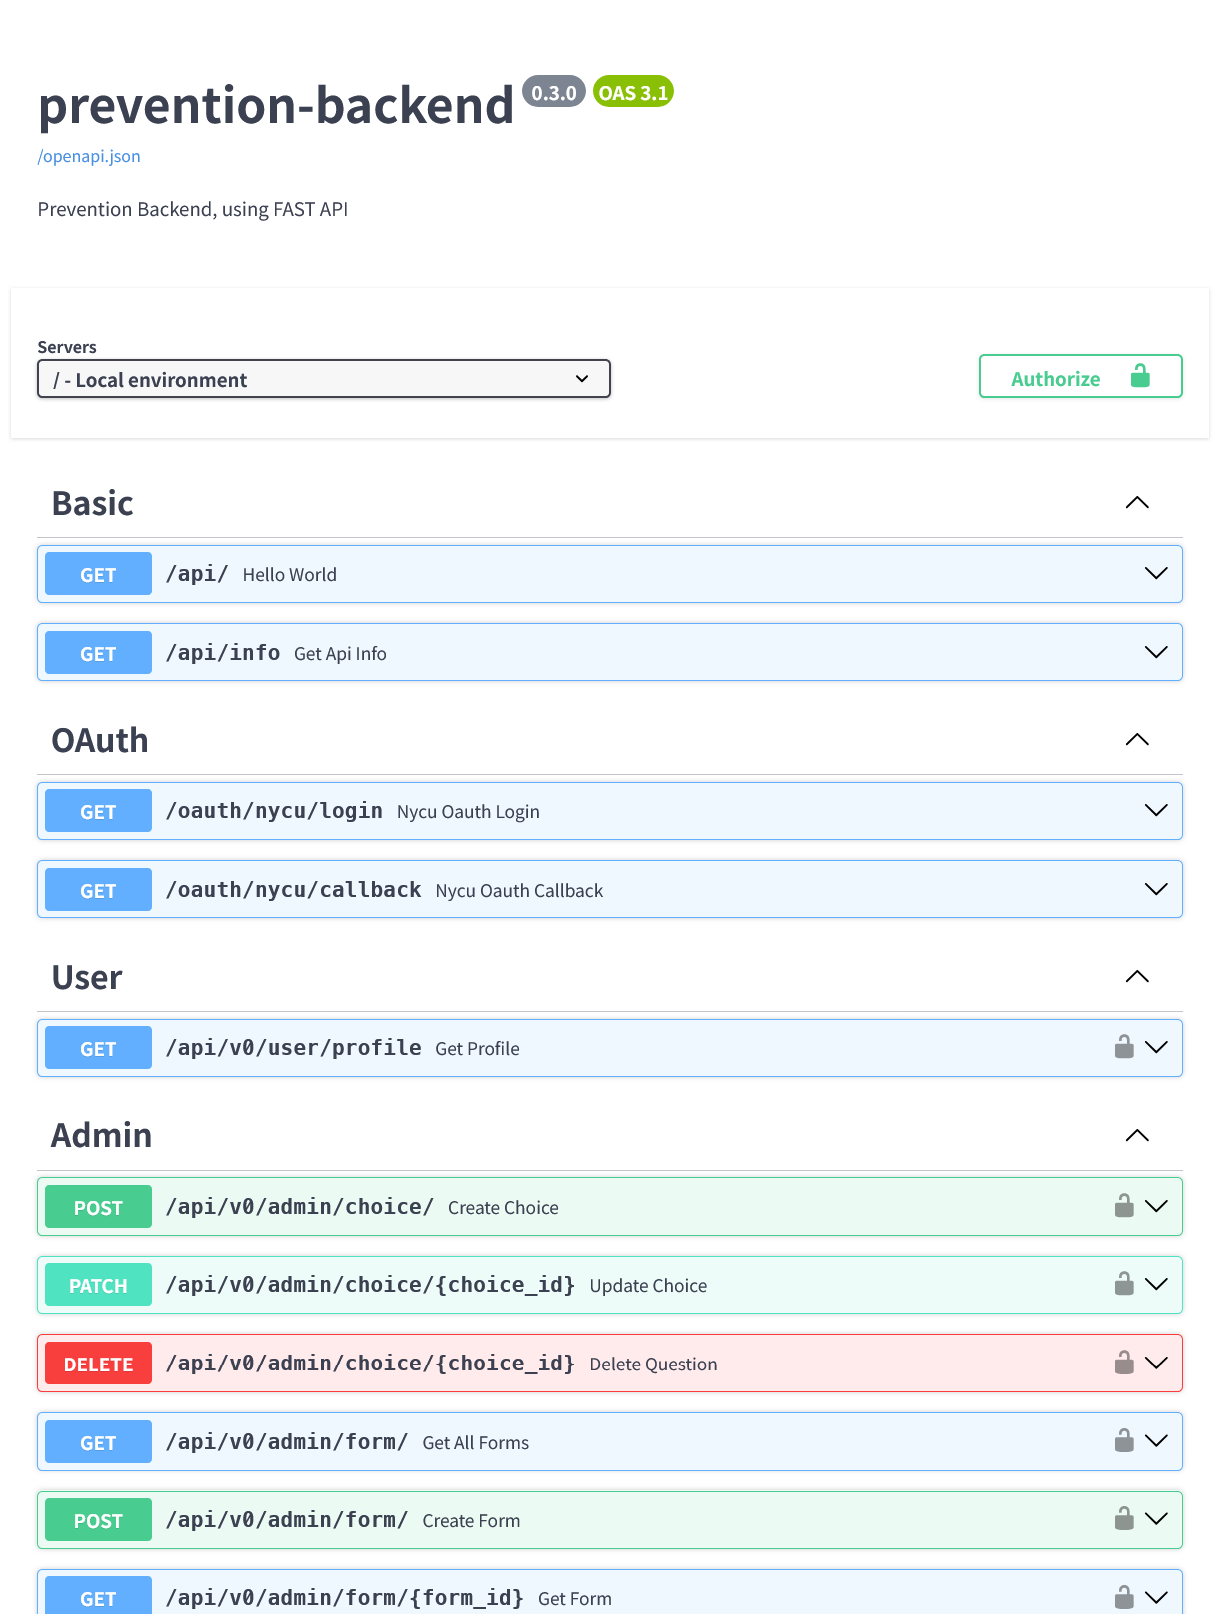 prevention-backend 0.3.0 OAS 3.1
/openapi.json
Prevention Backend, using FAST API
Servers
/ - Local environment
Authorize
Basic
GET /api/ Hello World
GET /api/info Get Api Info
OAuth
GET /oauth/nycu/login Nycu Oauth Login
GET /oauth/nycu/callback Nycu Oauth Callback
User
GET /api/v0/user/profile Get Profile
Admin
POST /api/v0/admin/choice/ Create Choice
PATCH /api/v0/admin/choice/{choice_id} Update Choice
DELETE /api/v0/admin/choice/{choice_id} Delete Question
GET /api/v0/admin/form/ Get All Forms
POST /api/v0/admin/form/ Create Form
GET /api/v0/admin/form/{form_id} Get Form